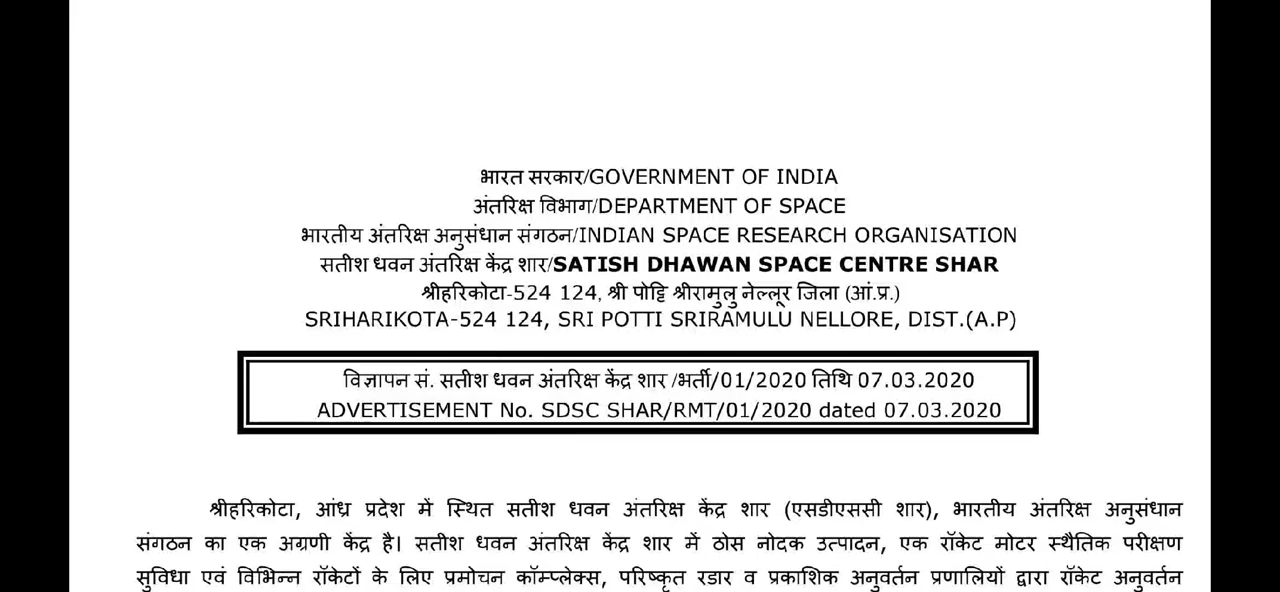 भारत सरकार/GOVERNMENT OF INDIA
अंतरिक्ष विभाग/DEPARTMENT OF SPACE
भारतीय अंतरिक्ष अनुसंधान संगठन/INDIAN SPACE RESEARCH ORGANISATION
सतीश धवन अंतरिक्ष केंद्र शार/SATISH DHAWAN SPACE CENTRE SHAR
श्रीहरिकोटा-524 124, श्री पोट्टि श्रीरामुलु नेल्लूर जिला (आं.प्र.)
SRIHARIKOTA-524 124, SRI POTTI SRIRAMULU NELLORE, DIST.(A.P)
विज्ञापन सं. सतीश धवन अंतरिक्ष केंद्र शार /भर्ती/01/2020 तिथि 07.03.2020
ADVERTISEMENT No. SDSC SHAR/RMT/01/2020 dated 07.03.2020
श्रीहरिकोटा, आंध्र प्रदेश में स्थित सतीश धवन अंतरिक्ष केंद्र शार (एसडीएससी शार), भारतीय अंतरिक्ष अनुसंधान
संगठन का एक अग्रणी केंद्र है। सतीश धवन अंतरिक्ष केंद्र शार में ठोस नोदक उत्पादन, एक रॉकेट मोटर स्थैतिक परीक्षण
सुविधा एवं विभिन्न रॉकेटों के लिए प्रमोचन कॉम्प्लेक्स, परिष्कृत रडार व प्रकाशिक अनुवर्तन प्रणालियों द्वारा रॉकेट अनुवर्तन